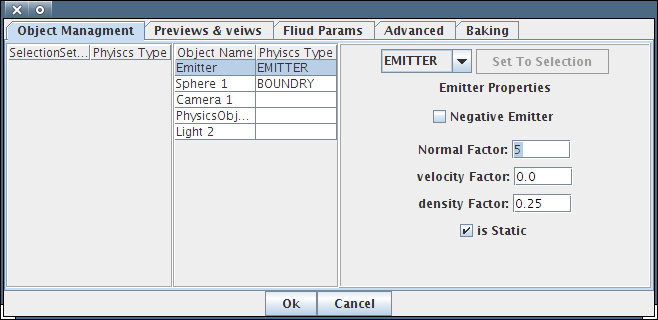 Object Managment Previews & veiws Fliud Params Advanced Baking
SelectionSet... Phyiscs Type
Object Name Phyiscs Type
Emitter EMITTER
Sphere 1 BOUNDRY
Camera 1
PhysicsObj...
Light 2
EMITTER Set To Selection
Emitter Properties
Negative Emitter
Normal Factor: 5
velocity Factor: 0.0
density Factor: 0.25
is Static
Ok Cancel